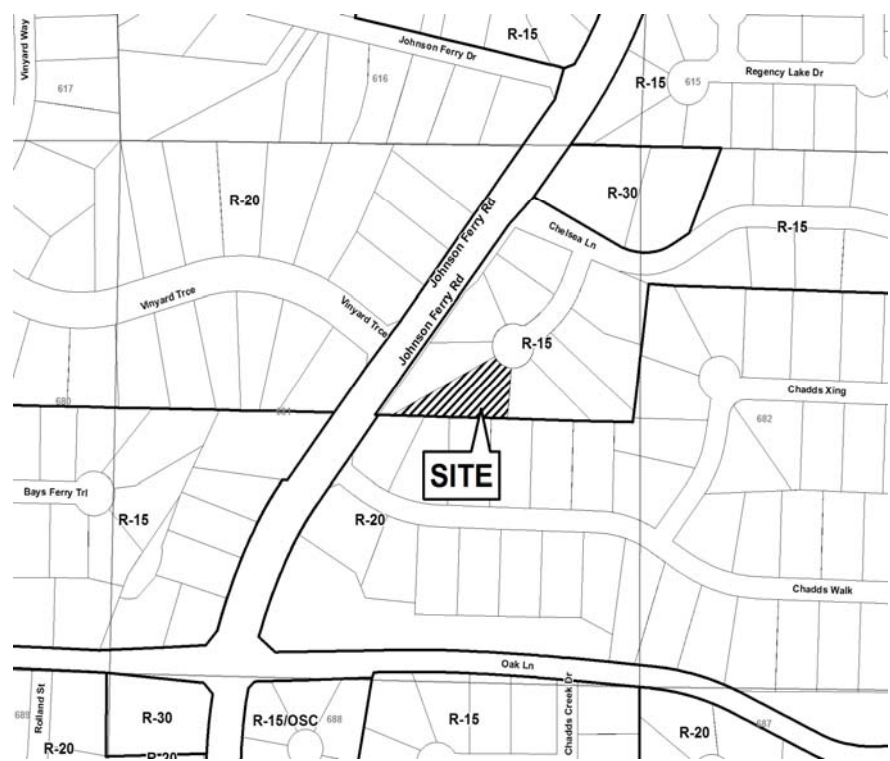 Vinyard Way
617
Johnson Ferry Dr
616
R-15
R-15
615
Regency Lake Dr
R-20
R-30
Johnson Ferry Rd
Johnson Ferry Rd
Chelsea Ln
R-15
Vinyard Trce
Vinyard Trce
R-15
Chadds Xing
680
681
682
SITE
Bays Ferry Trl
R-15
R-20
Chadds Walk
Oak Ln
Rolland St
689
R-30
R-20
R-20
R-15/OSC
688
R-15
Chadds Creek Dr
R-20
687